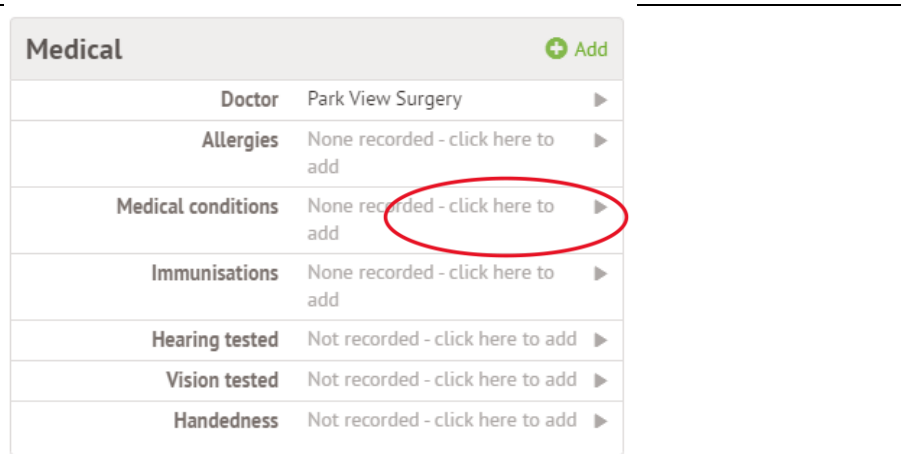 Medical Add
Doctor Park View Surgery
Allergies None recorded - click here to
add
Medical conditions None recorded - click here to
add
Immunisations None recorded - click here to
add
Hearing tested Not recorded - click here to add
Vision tested Not recorded - click here to add
Handedness Not recorded - click here to add